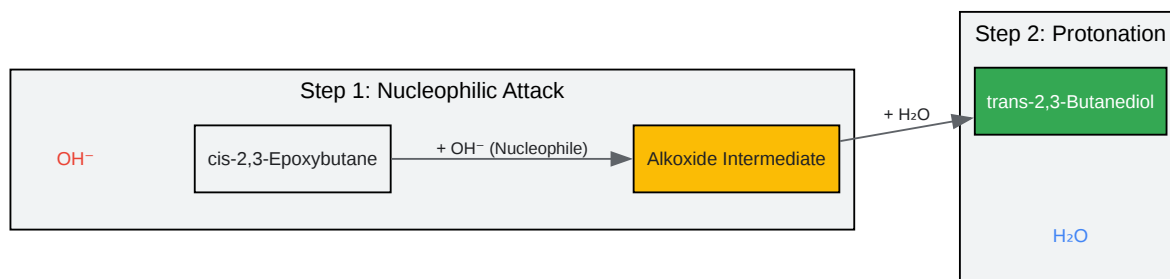 Step 1: Nucleophilic Attack
OH⁻
cis-2,3-Epoxybutane
+ OH⁻ (Nucleophile)
Alkoxide Intermediate
+ H₂O
Step 2: Protonation
trans-2,3-Butanediol
H₂O